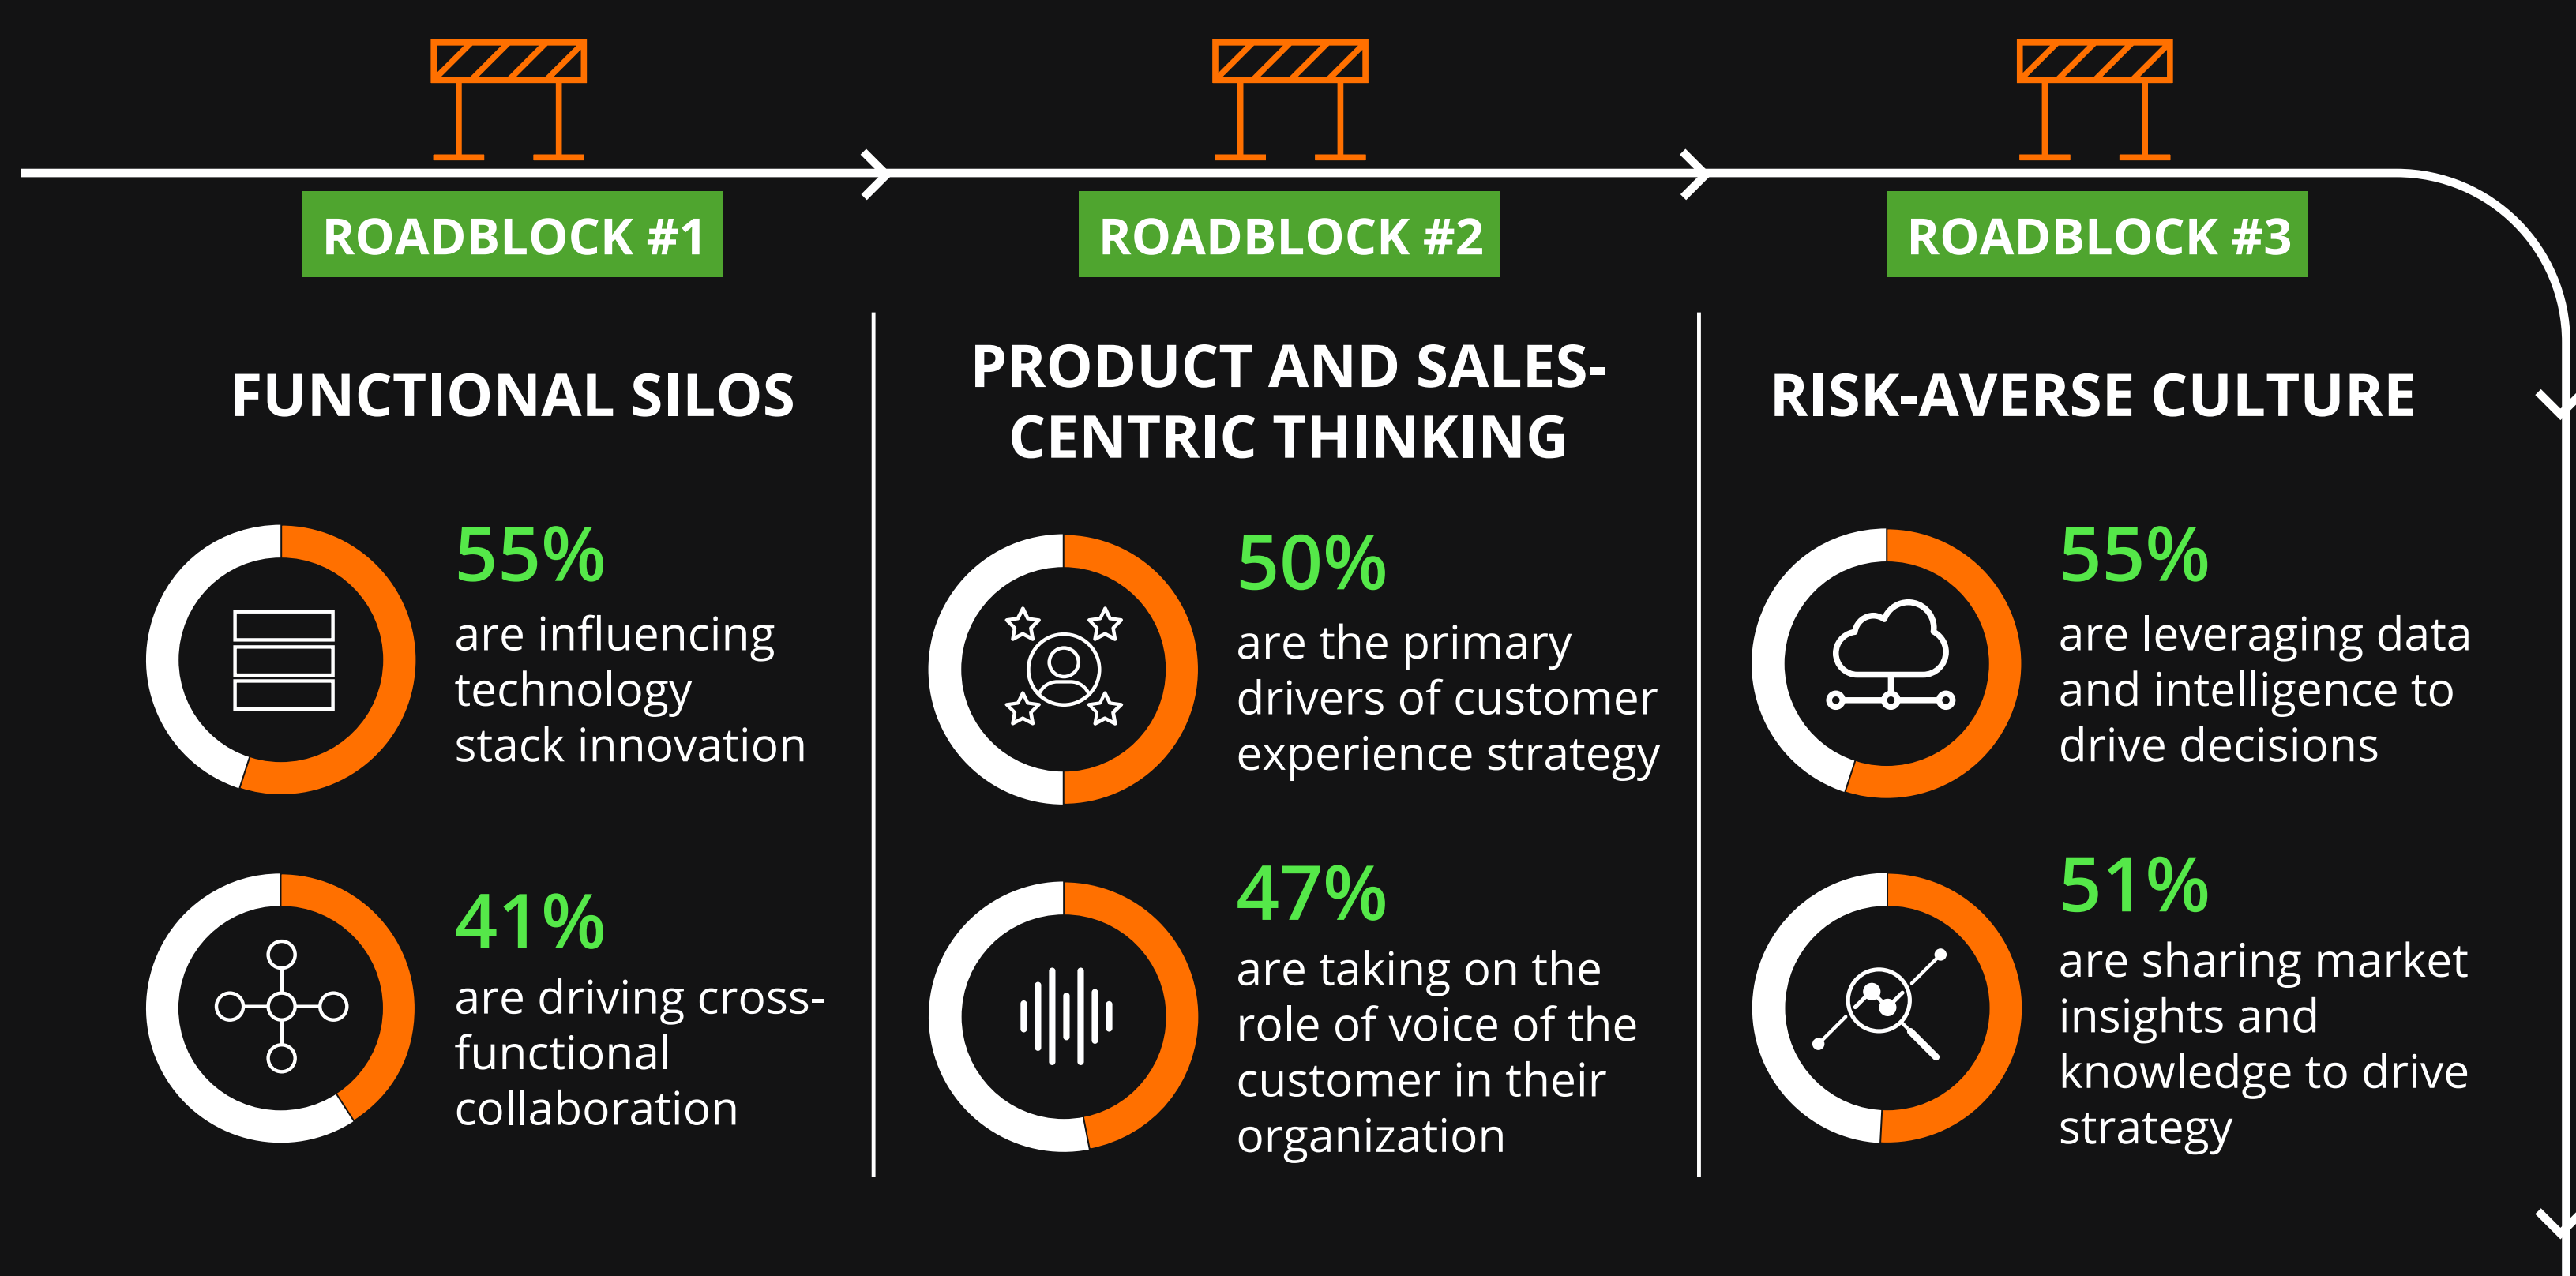 ROADBLOCK #1
FUNCTIONAL SILOS
55%
are influencing
technology
stack innovation
41%
are driving cross-
functional
collaboration
ROADBLOCK #2
PRODUCT AND SALES-
CENTRIC THINKING
50%
are the primary
drivers of customer
experience strategy
47%
are taking on the
role of voice of the
customer in their
organization
ROADBLOCK #3
RISK-AVERSE CULTURE
55%
are leveraging data
and intelligence to
drive decisions
51%
are sharing market
insights and
knowledge to drive
strategy